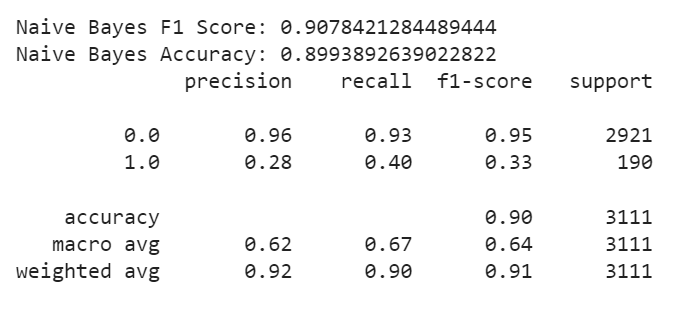 Naive Bayes F1 Score: 0.9078421284489444
Naive Bayes Accuracy: 0.8993892639022822
precision recall f1-score support
0.0 0.96 0.93 0.95 2921
1.0 0.28 0.40 0.33 190
accuracy 0.90 3111
macro avg 0.62 0.67 0.64 3111
weighted avg 0.92 0.90 0.91 3111